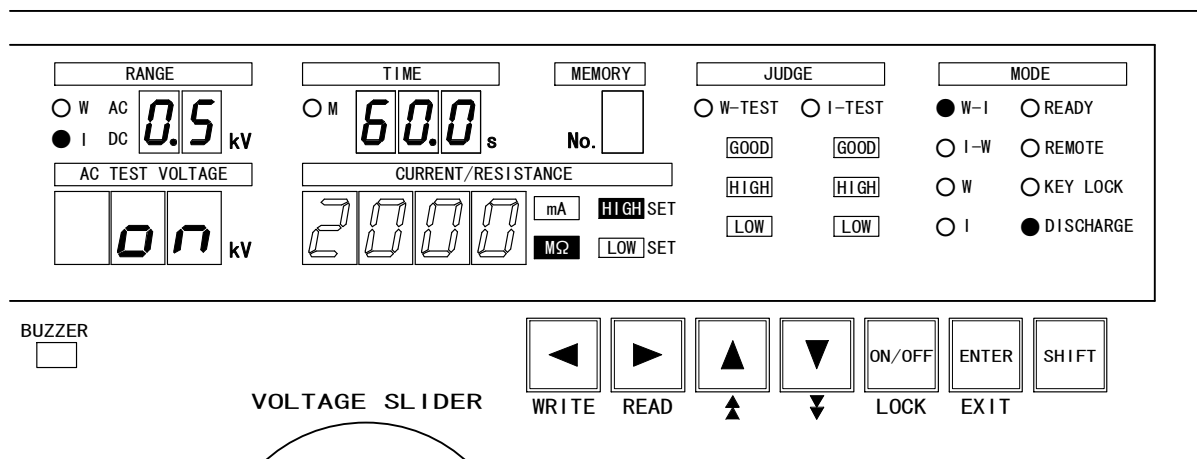 RANGE
TIME
MEMORY
JUDGE
MODE
W AC
I DC
0.5 kV
M
60.0 s
No.
W-TEST I-TEST
GOOD GOOD
HIGH HIGH
LOW LOW
W-I READY
I-W REMOTE
W KEY LOCK
I DISCHARGE
AC TEST VOLTAGE
on kV
CURRENT/RESISTANCE
2000
mA HIGH SET
MΩ LOW SET
BUZZER
VOLTAGE SLIDER
ON/OFF ENTER SHIFT
WRITE READ LOCK EXIT